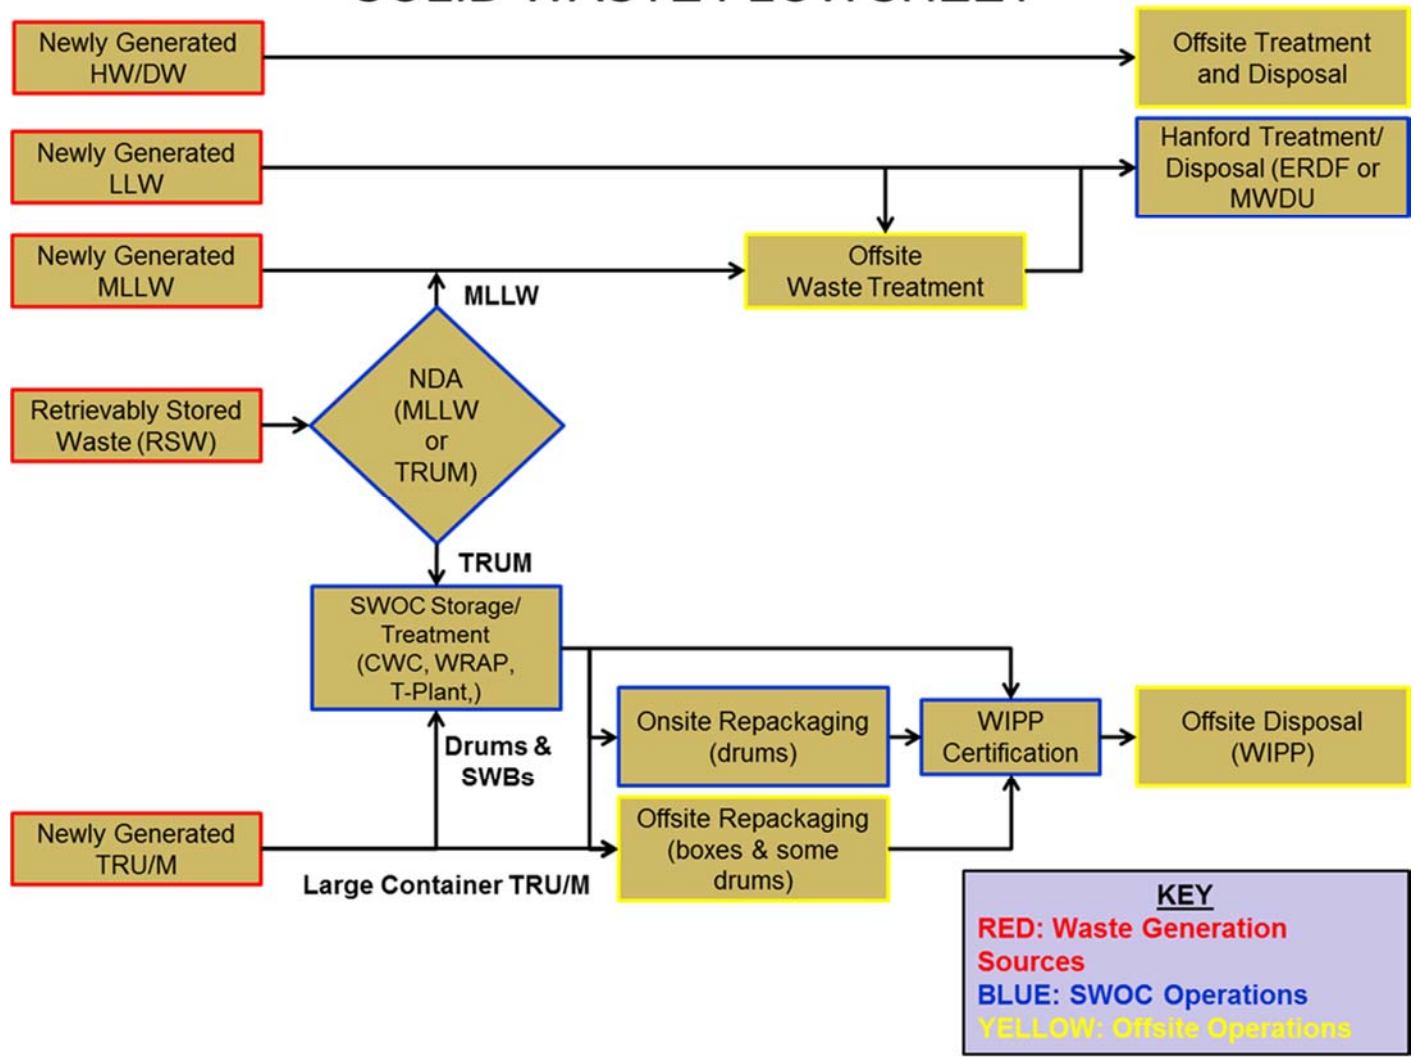 SOLID WASTE FLOWSHEET
Newly Generated
HW/DW
Offsite Treatment
and Disposal
Newly Generated
LLW
Hanford Treatment/
Disposal (ERDF or
MWDU
Newly Generated
MLLW
Offsite
Waste Treatment
MLLW
NDA
(MLLW
or
TRUM)
Retrievably Stored
Waste (RSW)
TRUM
SWOC Storage/
Treatment
(CWC, WRAP,
T-Plant,)
Onsite Repackaging
(drums)
WIPP
Certification
Offsite Disposal
(WIPP)
Drums &
SWBs
Newly Generated
TRU/M
Offsite Repackaging
(boxes & some
drums)
Large Container TRU/M
KEY
RED: Waste Generation
Sources
BLUE: SWOC Operations
YELLOW: Offsite Operations